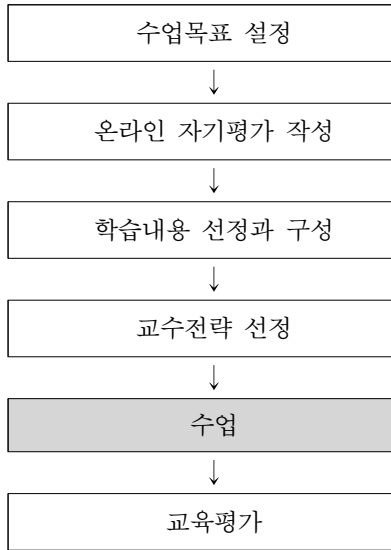 수업목표 설정
↓
온라인 자기평가 작성
↓
학습내용 선정과 구성
↓
교수전략 선정
↓
수업
↓
교육평가